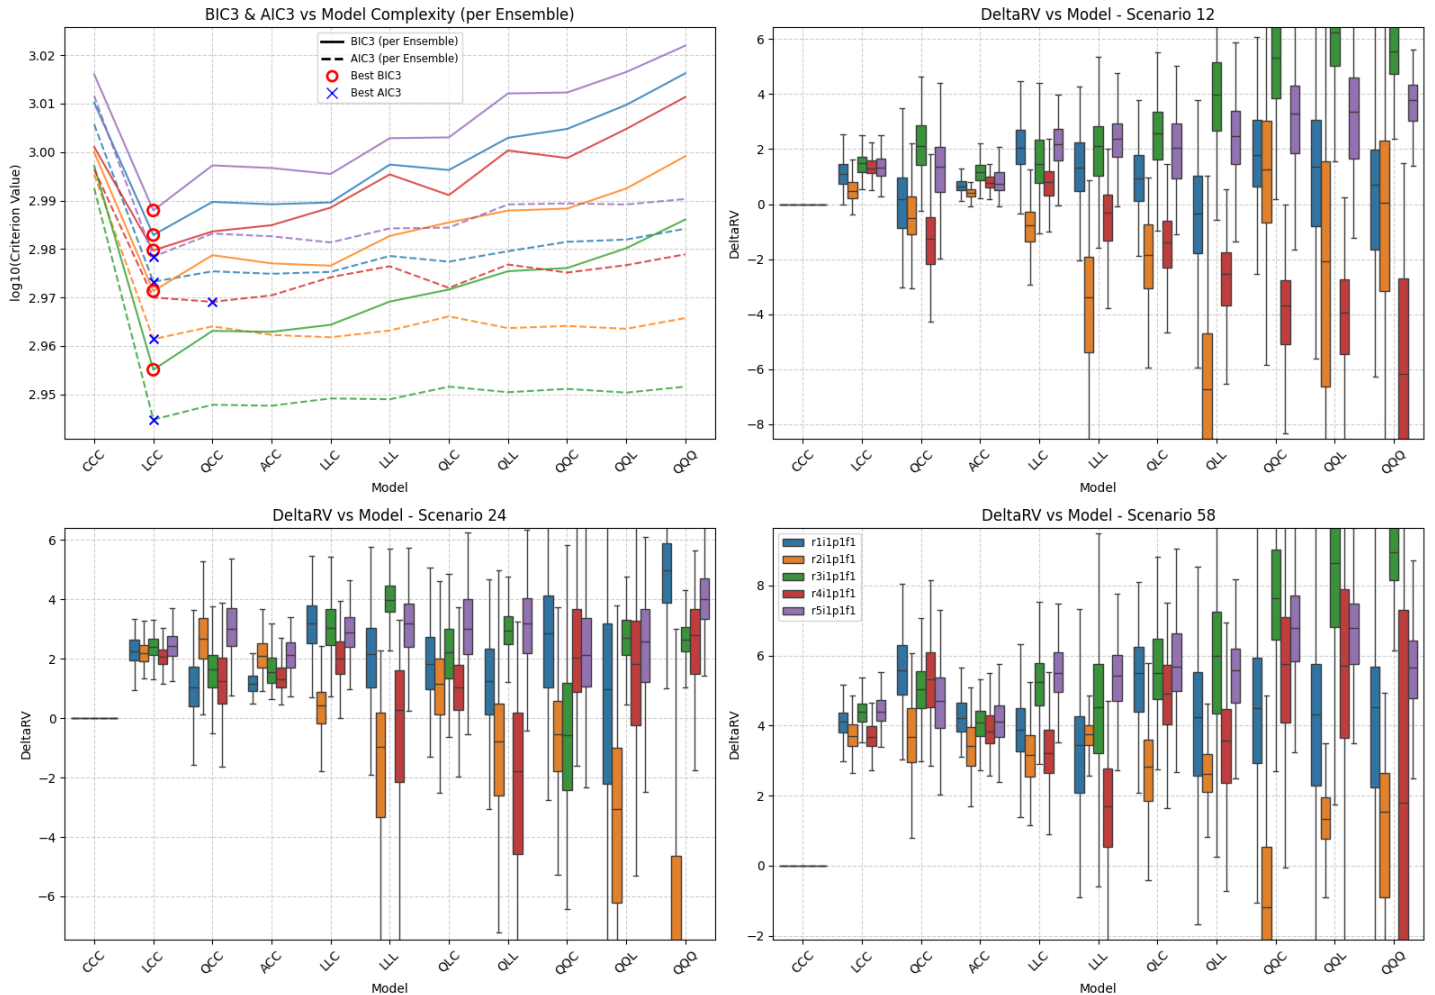 BIC3 & AIC3 vs Model Complexity (per Ensemble)
BIC3 (per Ensemble)
AIC3 (per Ensemble)
Best BIC3
Best AIC3
log10(Criterion Value)
3.02
3.01
3.00
2.99
2.98
2.97
2.96
2.95
CCC LCC QCC ACC LLC LLL QLC QLL QQC QQL QQQ
Model
DeltaRV vs Model - Scenario 12
DeltaRV
6
4
2
0
−2
−4
−6
−8
CCC LCC QCC ACC LLC LLL QLC QLL QQC QQL QQQ
Model
DeltaRV vs Model - Scenario 24
DeltaRV
6
4
2
0
−2
−4
−6
CCC LCC QCC ACC LLC LLL QLC QLL QQC QQL QQQ
Model
DeltaRV vs Model - Scenario 58
r1i1p1f1
r2i1p1f1
r3i1p1f1
r4i1p1f1
r5i1p1f1
DeltaRV
8
6
4
2
0
−2
CCC LCC QCC ACC LLC LLL QLC QLL QQC QQL QQQ
Model